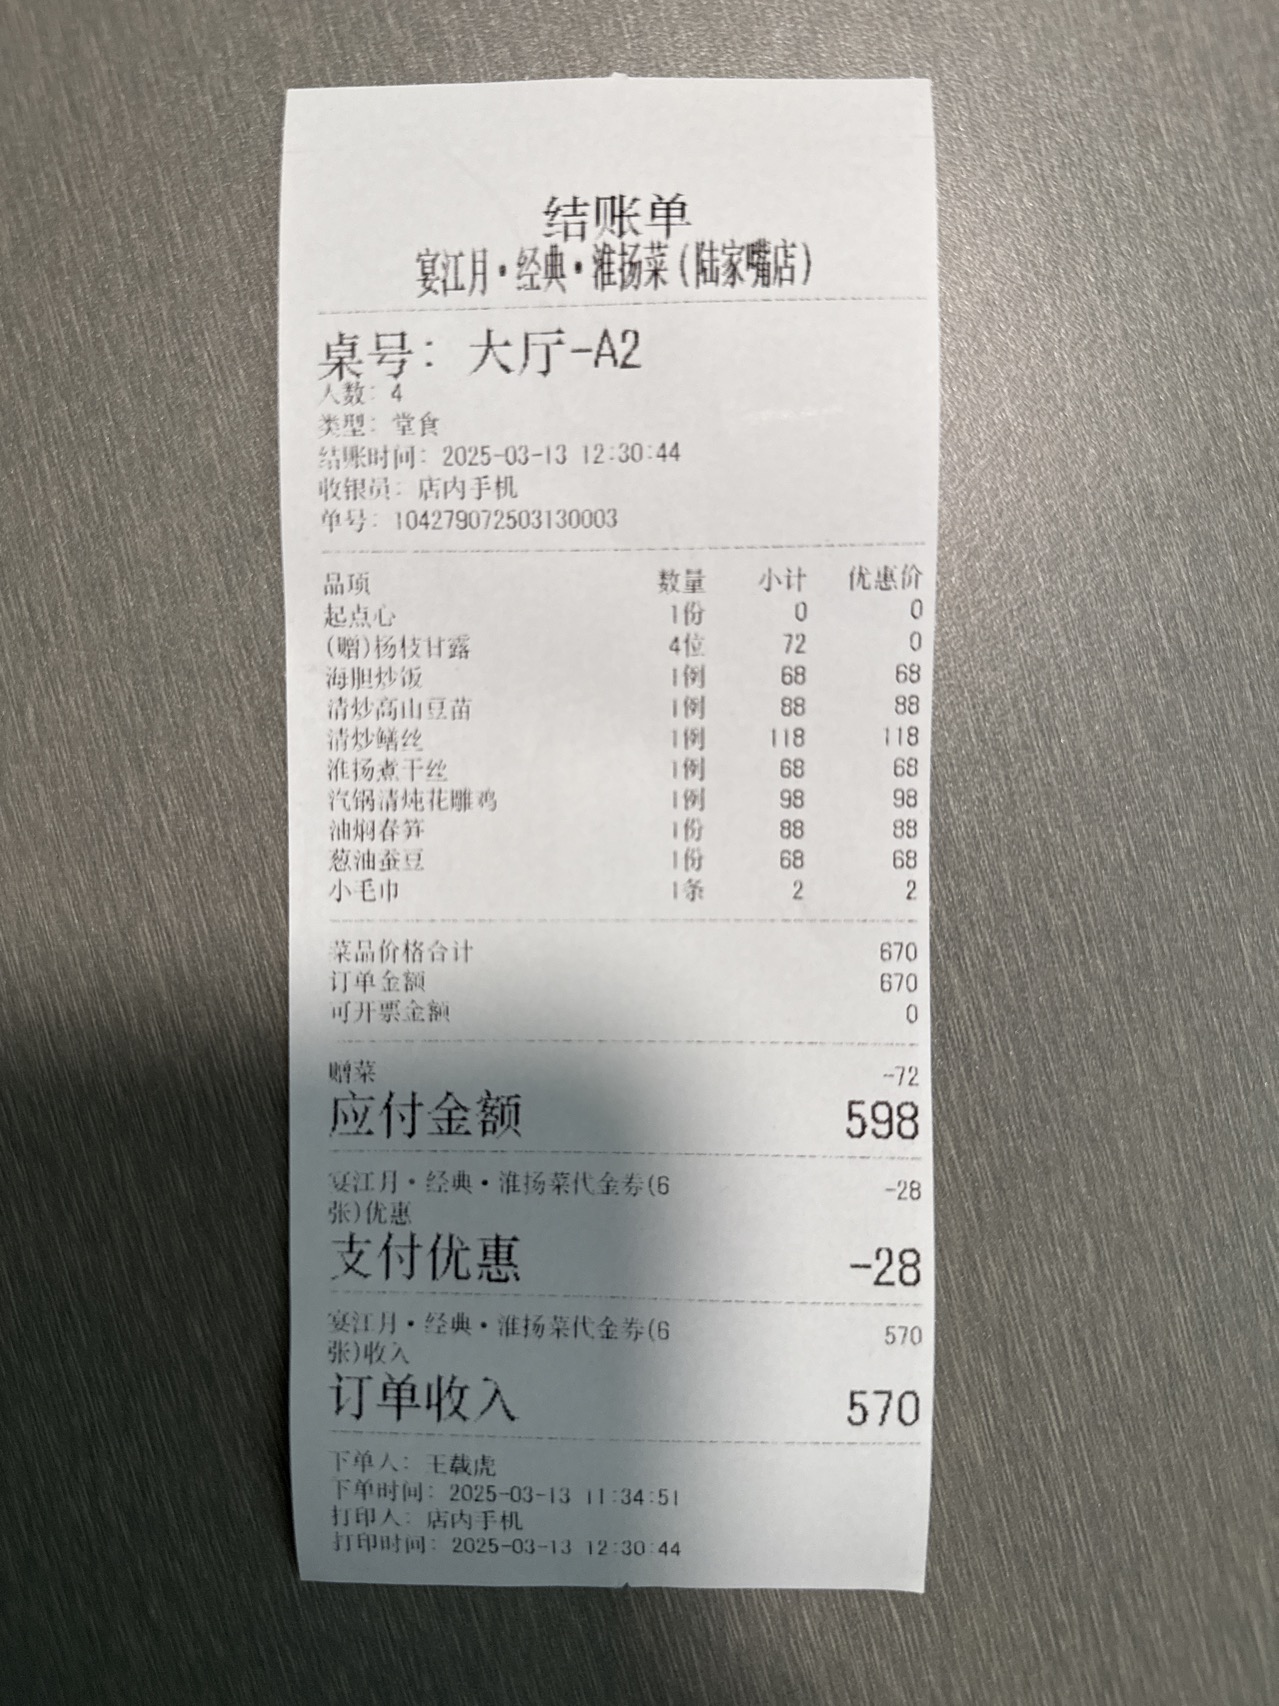 结账单
宴江月·经典·淮扬菜(陆家嘴店)
桌号: 大厅-A2
人数: 4
类型: 堂食
结账时间: 2025-03-13 12:30:44
收银员: 店内手机
单号: 104279072503130003
品项 数量 小计 优惠价
起点心 1份 0 0
(赠)杨枝甘露 4位 72 0
海胆炒饭 1例 68 68
清炒高山豆苗 1例 88 88
清炒鳝丝 1例 118 118
淮扬煮干丝 1例 68 68
汽锅清炖花雕鸡 1例 98 98
油焖春笋 1份 88 88
葱油蚕豆 1份 68 68
小毛巾 1条 2 2
菜品价格合计 670
订单金额 670
可开票金额 0
赠菜 -72
应付金额 598
宴江月·经典·淮扬菜代金券(6 -28
张)优惠
支付优惠 -28
宴江月·经典·淮扬菜代金券(6 570
张)收入
订单收入 570
下单人: 王载虎
下单时间: 2025-03-13 11:34:51
打印人: 店内手机
打印时间: 2025-03-13 12:30:44